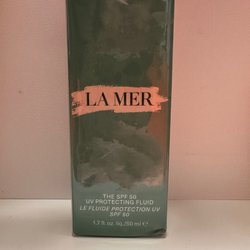 LA MER
THE SPF 50
UV PROTECTING FLUID
LE FLUIDE PROTECTION UV
SPF 50
1.7 fl. oz. liq./50 ml ℮